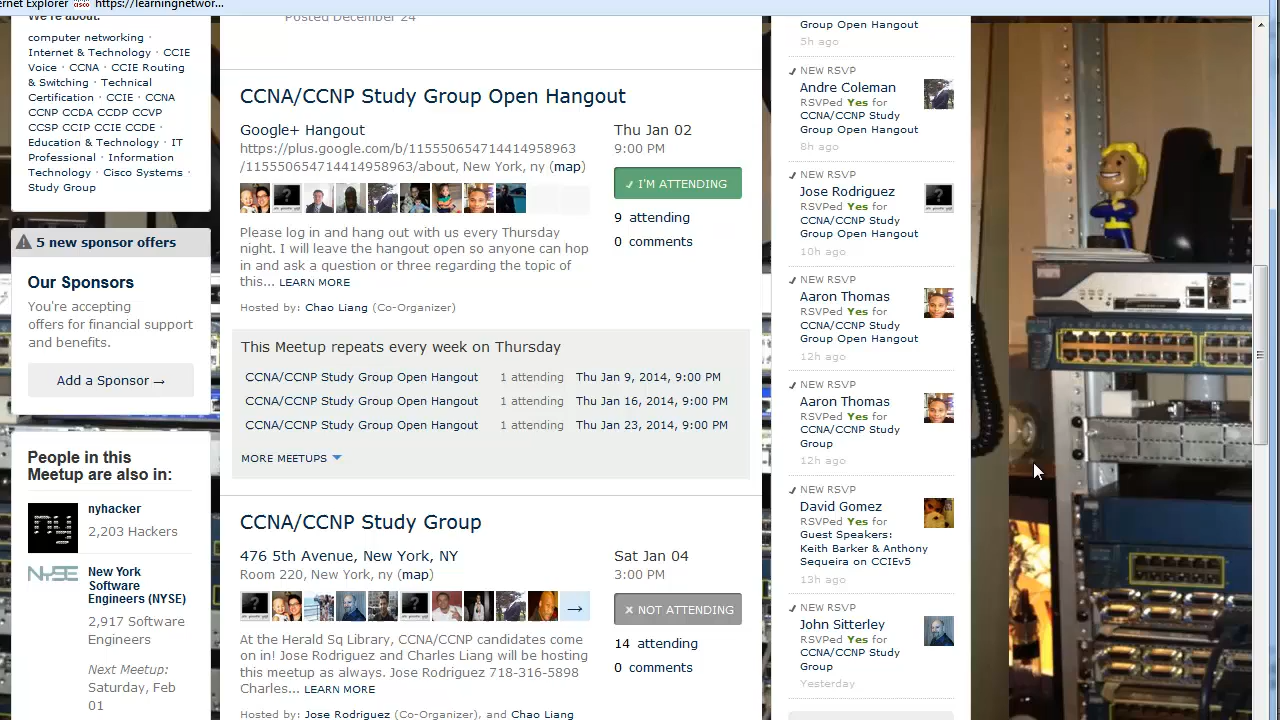 ernet Explorer
cisco
https://learningnetwor...
We're about:
computer networking ·
Internet & Technology · CCIE
Voice · CCNA · CCIE Routing
& Switching · Technical
Certification · CCIE · CCNA
CCNP CCDA CCDP CCVP
CCSP CCIP CCIE CCDE ·
Education & Technology · IT
Professional · Information
Technology · Cisco Systems ·
Study Group
5 new sponsor offers
Our Sponsors
You're accepting
offers for financial support
and benefits.
Add a Sponsor →
People in this
Meetup are also in:
nyhacker
2,203 Hackers
NYSE
New York
Software
Engineers (NYSE)
2,917 Software
Engineers
Next Meetup:
Saturday, Feb
01
Posted December 24
CCNA/CCNP Study Group Open Hangout
Google+ Hangout
https://plus.google.com/b/115550654714414958963
/115550654714414958963/about, New York, ny (map)
Thu Jan 02
9:00 PM
I'M ATTENDING
9 attending
0 comments
Please log in and hang out with us every Thursday
night. I will leave the hangout open so anyone can hop
in and ask a question or three regarding the topic of
this... LEARN MORE
Hosted by: Chao Liang (Co-Organizer)
This Meetup repeats every week on Thursday
CCNA/CCNP Study Group Open Hangout 1 attending Thu Jan 9, 2014, 9:00 PM
CCNA/CCNP Study Group Open Hangout 1 attending Thu Jan 16, 2014, 9:00 PM
CCNA/CCNP Study Group Open Hangout 1 attending Thu Jan 23, 2014, 9:00 PM
MORE MEETUPS
CCNA/CCNP Study Group
476 5th Avenue, New York, NY
Room 220, New York, ny (map)
Sat Jan 04
3:00 PM
× NOT ATTENDING
14 attending
0 comments
→
At the Herald Sq Library, CCNA/CCNP candidates come
on in! Jose Rodriguez and Charles Liang will be hosting
this meetup as always. Jose Rodriguez 718-316-5898
Charles... LEARN MORE
Hosted by: Jose Rodriguez (Co-Organizer), and Chao Liang
Group Open Hangout
5h ago
NEW RSVP
Andre Coleman
RSVPed Yes for
CCNA/CCNP Study
Group Open Hangout
8h ago
NEW RSVP
Jose Rodriguez
RSVPed Yes for
CCNA/CCNP Study
Group Open Hangout
10h ago
NEW RSVP
Aaron Thomas
RSVPed Yes for
CCNA/CCNP Study
Group Open Hangout
12h ago
NEW RSVP
Aaron Thomas
RSVPed Yes for
CCNA/CCNP Study
Group
12h ago
NEW RSVP
David Gomez
RSVPed Yes for
Guest Speakers:
Keith Barker & Anthony
Sequeira on CCIEv5
13h ago
NEW RSVP
John Sitterley
RSVPed Yes for
CCNA/CCNP Study
Group
Yesterday